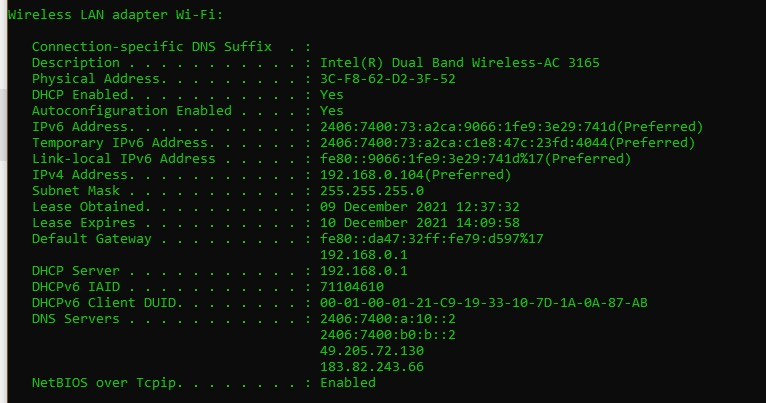 Wireless LAN adapter Wi-Fi:
Connection-specific DNS Suffix  . :
Description . . . . . . . . . . . : Intel(R) Dual Band Wireless-AC 3165
Physical Address. . . . . . . . . : 3C-F8-62-D2-3F-52
DHCP Enabled. . . . . . . . . . . : Yes
Autoconfiguration Enabled . . . . : Yes
IPv6 Address. . . . . . . . . . . : 2406:7400:73:a2ca:9066:1fe9:3e29:741d(Preferred)
Temporary IPv6 Address. . . . . . : 2406:7400:73:a2ca:c1e8:47c:23fd:4044(Preferred)
Link-local IPv6 Address . . . . . : fe80::9066:1fe9:3e29:741d%17(Preferred)
IPv4 Address. . . . . . . . . . . : 192.168.0.104(Preferred)
Subnet Mask . . . . . . . . . . . : 255.255.255.0
Lease Obtained. . . . . . . . . . : 09 December 2021 12:37:32
Lease Expires . . . . . . . . . . : 10 December 2021 14:09:58
Default Gateway . . . . . . . . . : fe80::da47:32ff:fe79:d597%17
192.168.0.1
DHCP Server . . . . . . . . . . . : 192.168.0.1
DHCPv6 IAID . . . . . . . . . . . : 71104610
DHCPv6 Client DUID. . . . . . . . : 00-01-00-01-21-C9-19-33-10-7D-1A-0A-87-AB
DNS Servers . . . . . . . . . . . : 2406:7400:a:10::2
2406:7400:b0:b::2
49.205.72.130
183.82.243.66
NetBIOS over Tcpip. . . . . . . . : Enabled